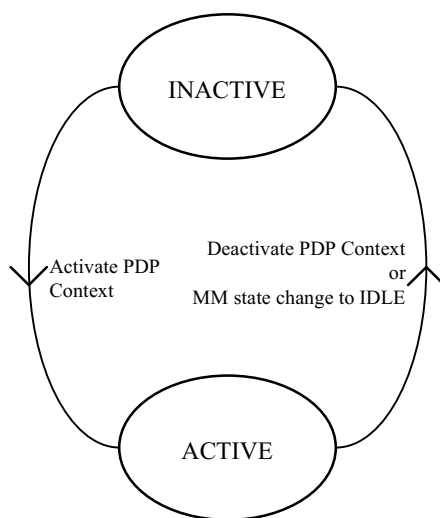 INACTIVE
Activate PDP
Context
Deactivate PDP Context
or
MM state change to IDLE
ACTIVE